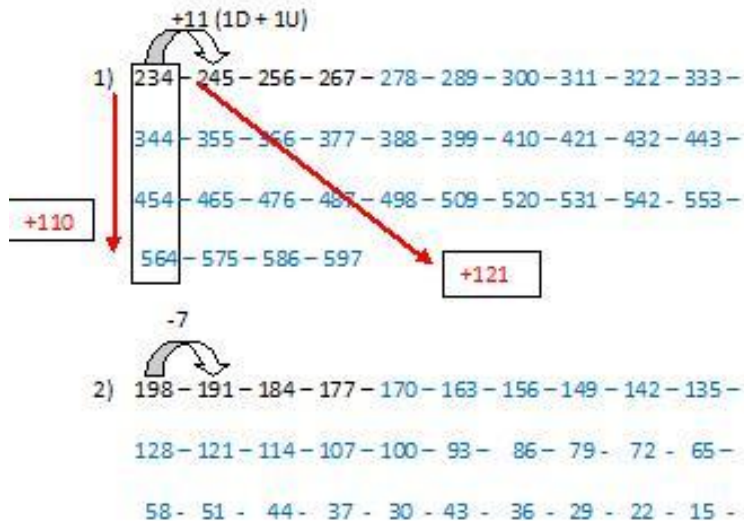 +11 (1D + 1U)
1) 234 – 245 – 256 – 267 – 278 – 289 – 300 – 311 – 322 – 333 –
344 – 355 – 366 – 377 – 388 – 399 – 410 – 421 – 432 – 443 –
454 – 465 – 476 – 487 – 498 – 509 – 520 – 531 – 542 - 553 –
+110
564 – 575 – 586 – 597
+121
-7
2) 198 – 191 – 184 – 177 – 170 – 163 – 156 – 149 – 142 – 135 –
128 – 121 – 114 – 107 – 100 – 93 – 86 – 79 - 72 - 65 –
58 - 51 - 44 - 37 - 30 - 43 - 36 - 29 - 22 - 15 -